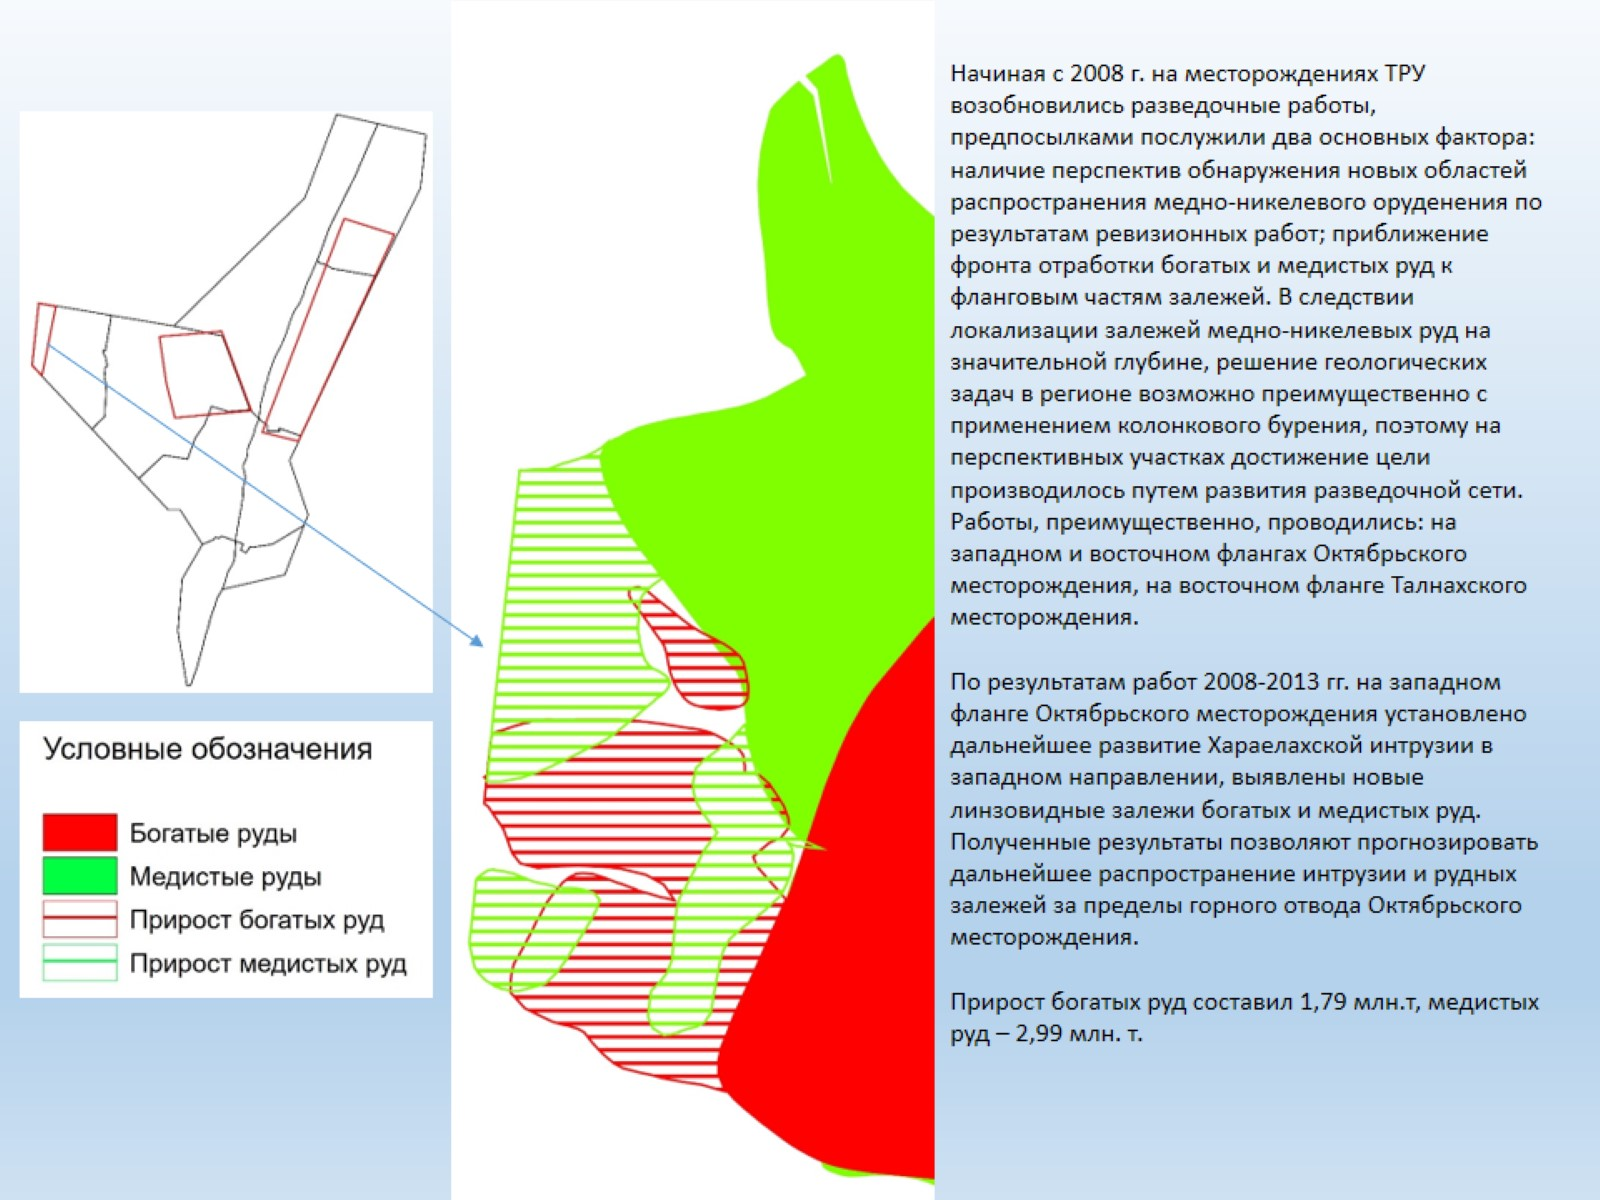 Начиная с 2008 г. на месторождениях ТРУ
возобновились разведочные работы,
предпосылками послужили два основных фактора:
наличие перспектив обнаружения новых областей
распространения медно-никелевого оруденения по
результатам ревизионных работ; приближение
фронта отработки богатых и медистых руд к
фланговым частям залежей. В следствии
локализации залежей медно-никелевых руд на
значительной глубине, решение геологических
задач в регионе возможно преимущественно с
применением колонкового бурения, поэтому на
перспективных участках достижение цели
производилось путем развития разведочной сети.
Работы, преимущественно, проводились: на
западном и восточном флангах Октябрьского
месторождения, на восточном фланге Талнахского
месторождения.
По результатам работ 2008-2013 гг. на западном
фланге Октябрьского месторождения установлено
дальнейшее развитие Хараелахской интрузии в
западном направлении, выявлены новые
линзовидные залежи богатых и медистых руд.
Полученные результаты позволяют прогнозировать
дальнейшее распространение интрузии и рудных
залежей за пределы горного отвода Октябрьского
месторождения.
Прирост богатых руд составил 1,79 млн.т, медистых
руд – 2,99 млн. т.
Условные обозначения
Богатые руды
Медистые руды
Прирост богатых руд
Прирост медистых руд